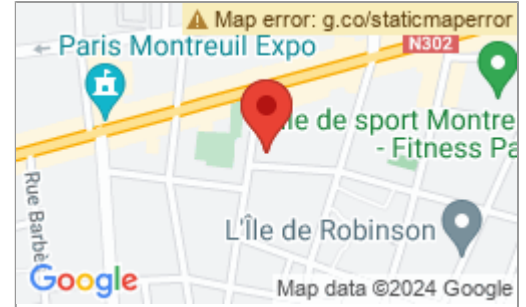 Map error: g.co/staticmaperror
Paris Montreuil Expo
N302
lle de sport Montre
- Fitness Pa
Rue Barbè
L'Île de Robinson
Google
Map data ©2024 Google